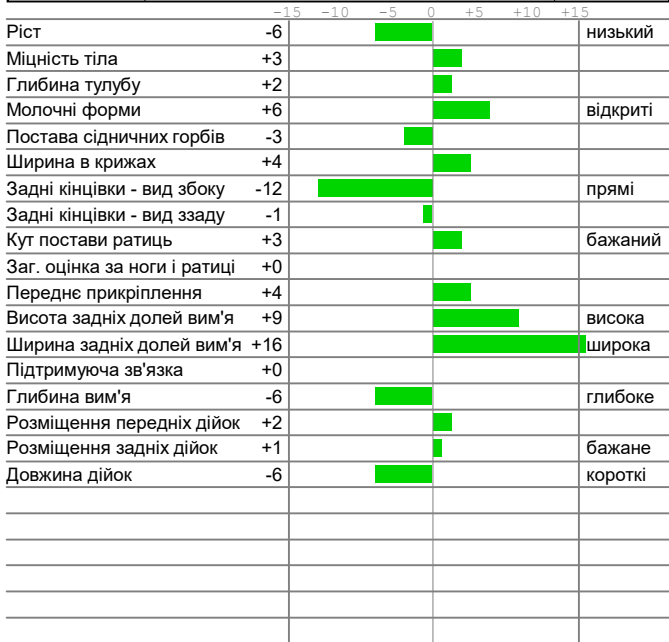 -15 -10 -5 0 +5 +10 +15
Ріст -6 низький
Міцність тіла +3
Глибина тулубу +2
Молочні форми +6 відкриті
Постава сідничних горбів -3
Ширина в крижах +4
Задні кінцівки - вид збоку -12 прямі
Задні кінцівки - вид ззаду -1
Кут постави ратиць +3 бажаний
Заг. оцінка за ноги і ратиці +0
Переднє прикріплення +4
Висота задніх долей вим'я +9 висока
Ширина задніх долей вим'я +16 широка
Підтримуюча зв'язка +0
Глибина вим'я -6 глибоке
Розміщення передніх дійок +2
Розміщення задніх дійок +1 бажане
Довжина дійок -6 короткі